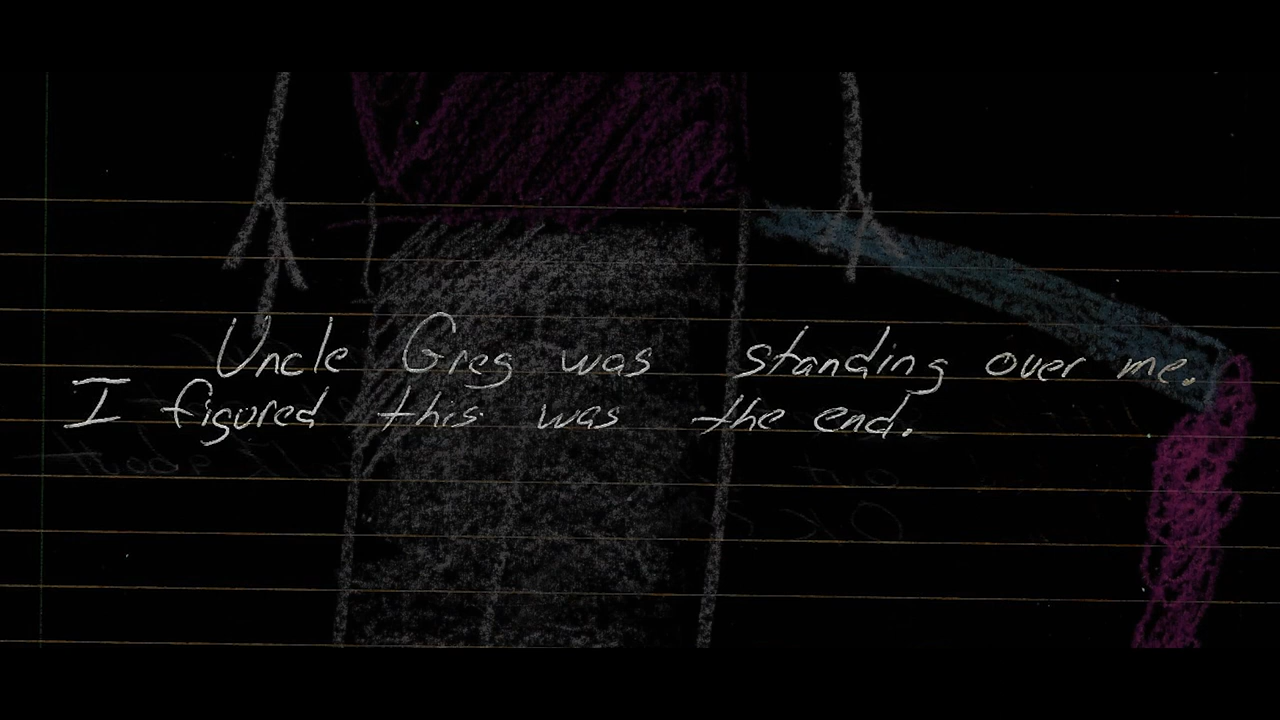 Uncle Greg was standing over me.
I figured this was the end.